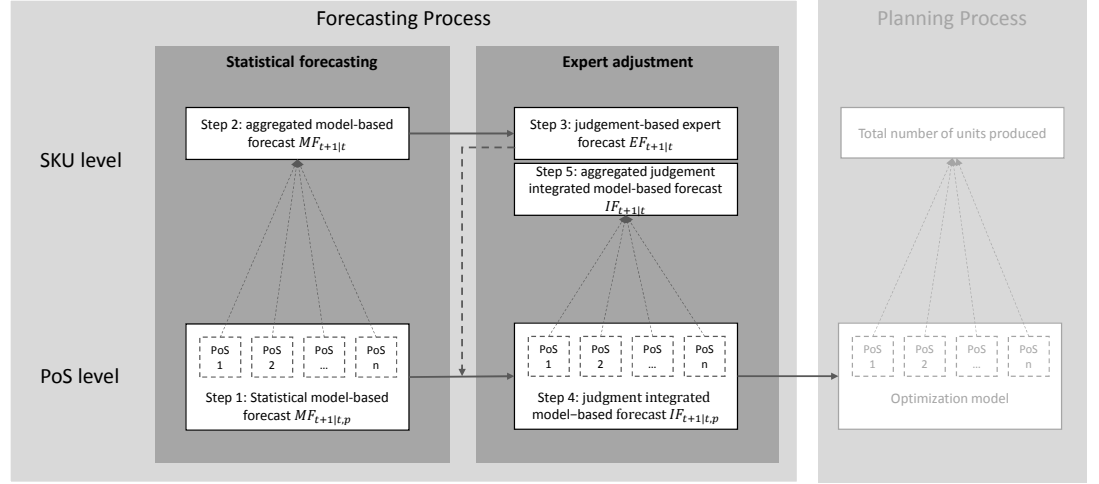 Forecasting Process
Planning Process
Statistical forecasting
Expert adjustment
SKU level
Step 2: aggregated model-based
forecast MF_{t+1|t}
Step 3: judgement-based expert
forecast EF_{t+1|t}
Step 5: aggregated judgement
integrated model-based forecast
IF_{t+1|t}
Total number of units produced
PoS level
PoS
1
PoS
2
PoS
...
PoS
n
Step 1: Statistical model-based
forecast MF_{t+1|t,p}
PoS
1
PoS
2
PoS
...
PoS
n
Step 4: judgment integrated
model−based forecast IF_{t+1|t,p}
PoS
1
PoS
2
PoS
...
PoS
n
Optimization model